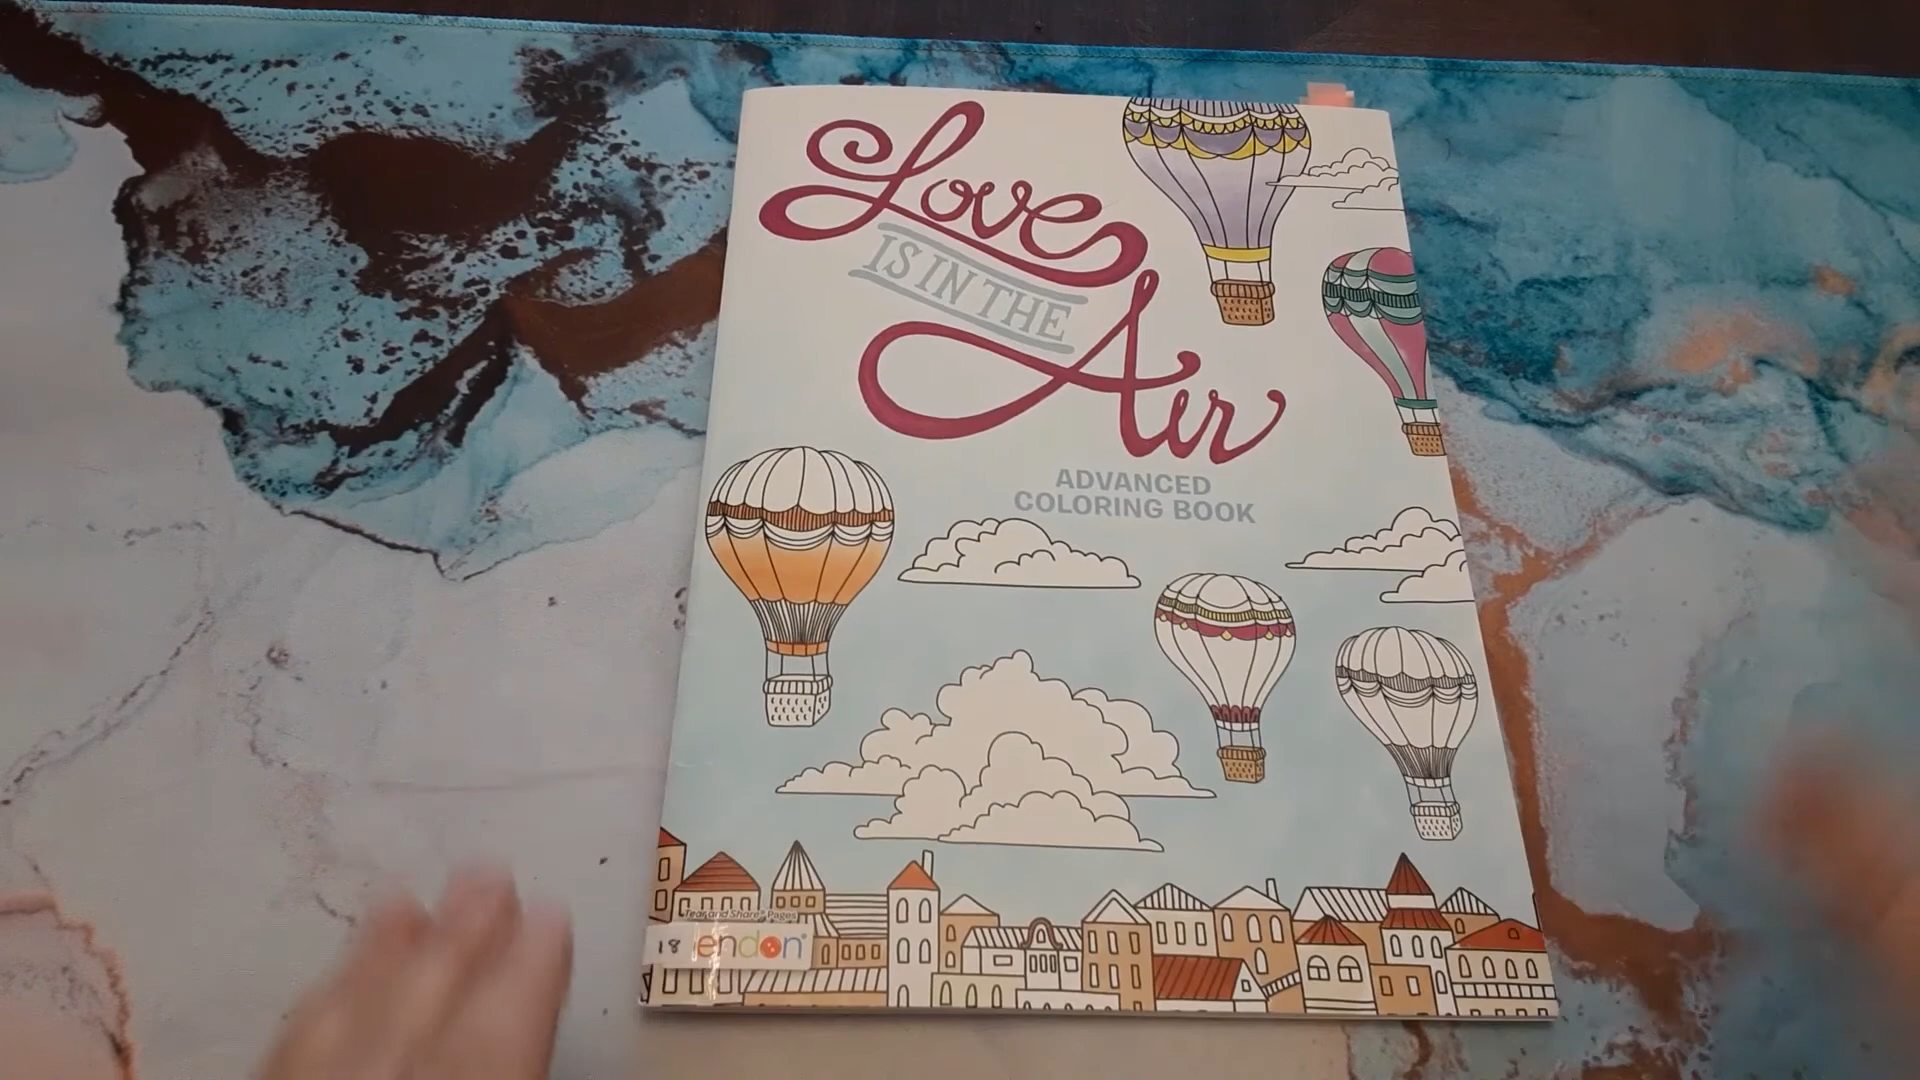 Love
IS IN THE
Air
ADVANCED
COLORING BOOK
Tear and Share® Pages
18
endon®